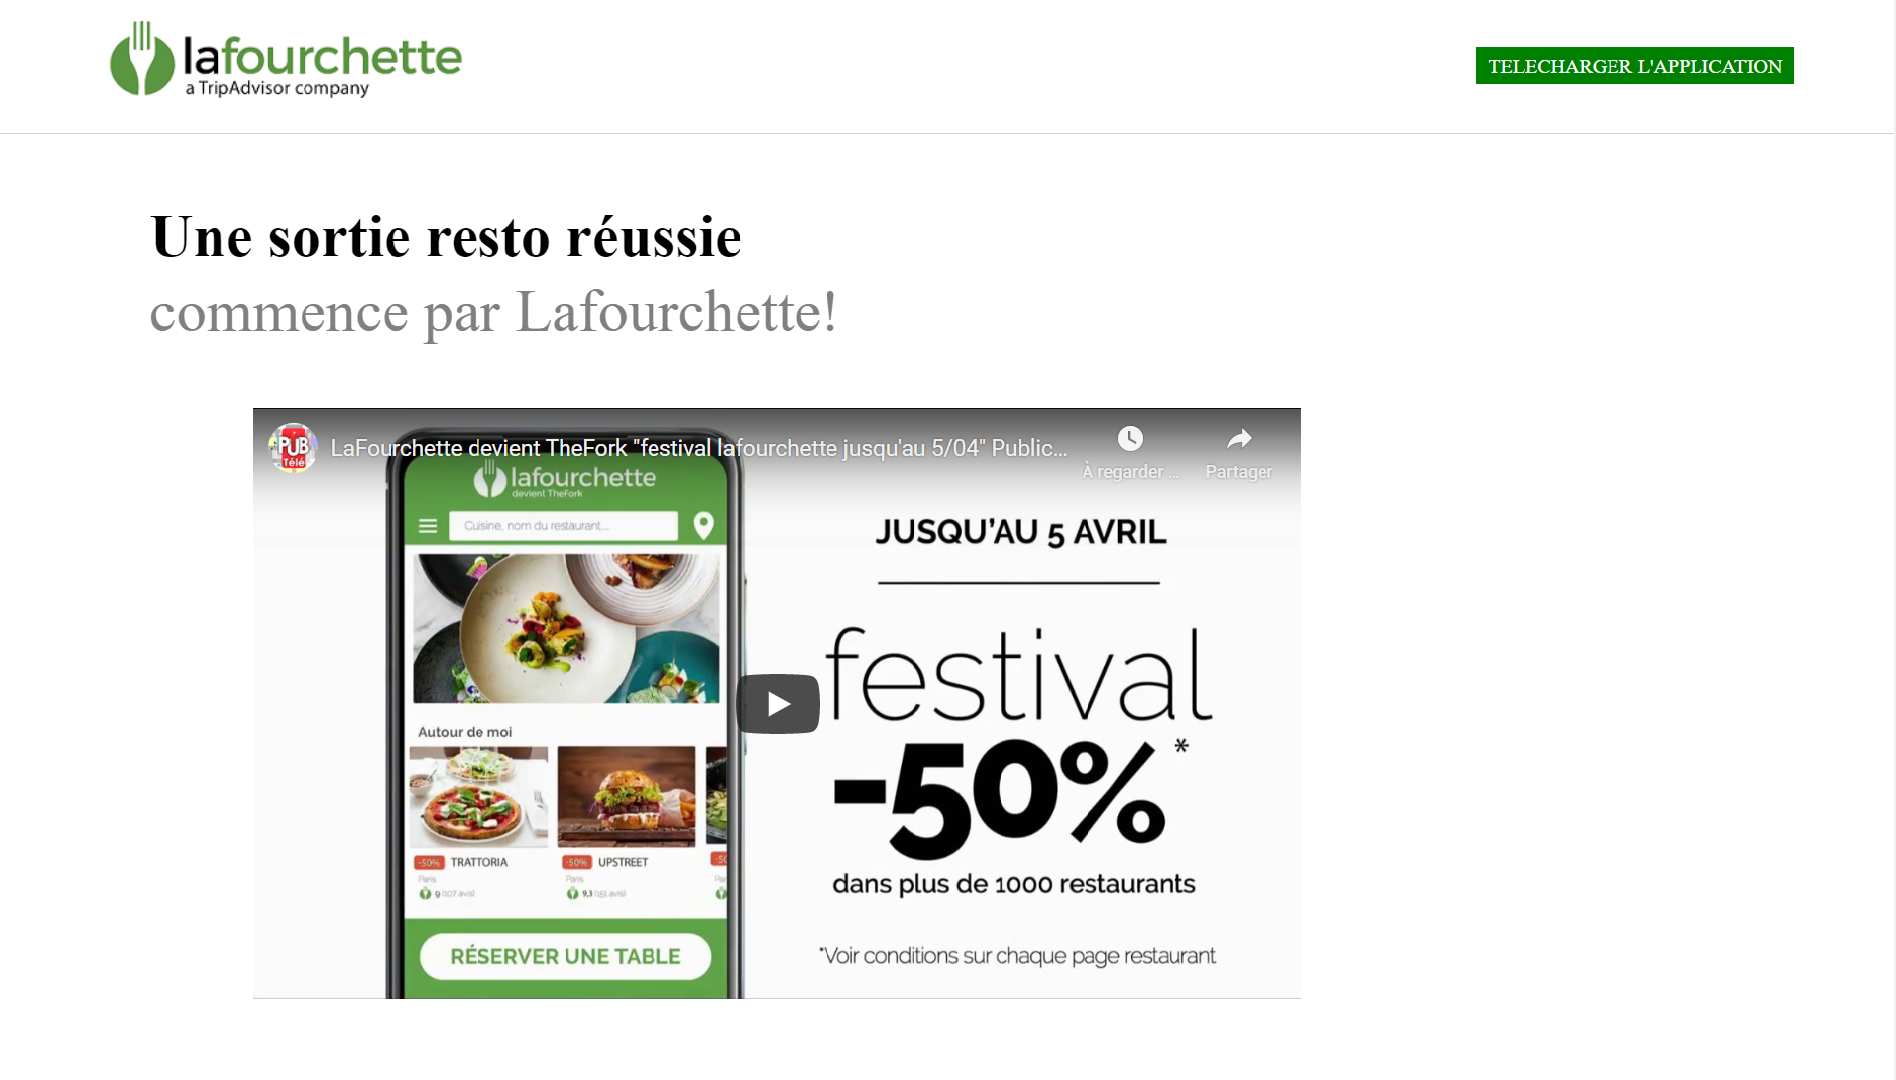 lafourchette
a TripAdvisor company
TELECHARGER L'APPLICATION
Une sortie resto réussie
commence par Lafourchette!
PUB
Télé
LaFourchette devient TheFork "festival lafourchette jusqu'au 5/04" Public...
À regarder ...
Partager
lafourchette
devient TheFork
Cuisine, nom du restaurant...
Autour de moi
-50% TRATTORIA
Paris
9 (107 avis)
-50% UPSTREET
Paris
9,3 (151 avis)
RÉSERVER UNE TABLE
JUSQU'AU 5 AVRIL
festival
-50%*
dans plus de 1000 restaurants
*Voir conditions sur chaque page restaurant